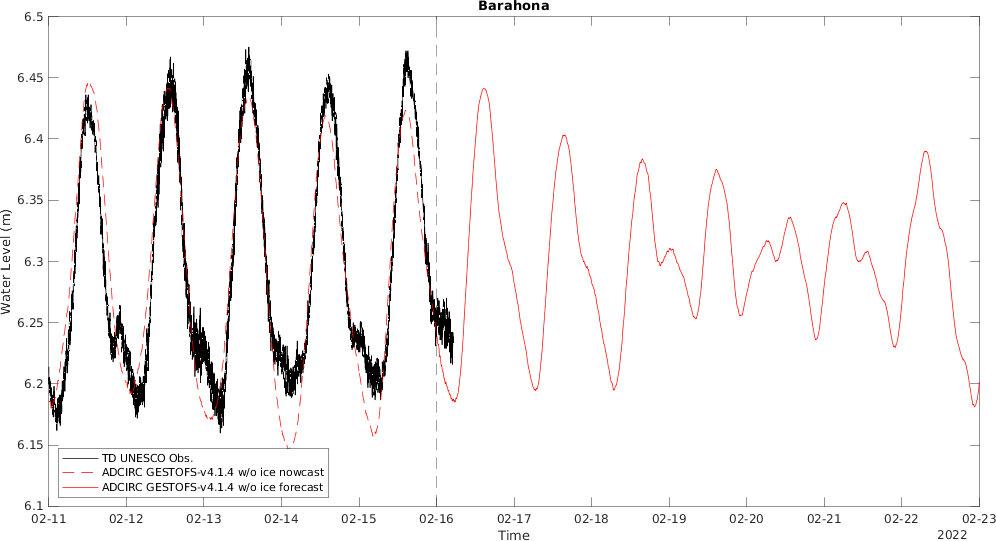 Barahona
6.5
6.45
6.4
6.35
6.3
6.25
6.2
6.15
6.1
Water Level (m)
TD UNESCO Obs.
ADCIRC GESTOFS-v4.1.4 w/o ice nowcast
ADCIRC GESTOFS-v4.1.4 w/o ice forecast
02-11 02-12 02-13 02-14 02-15 02-16 02-17 02-18 02-19 02-20 02-21 02-22 02-23
Time
2022